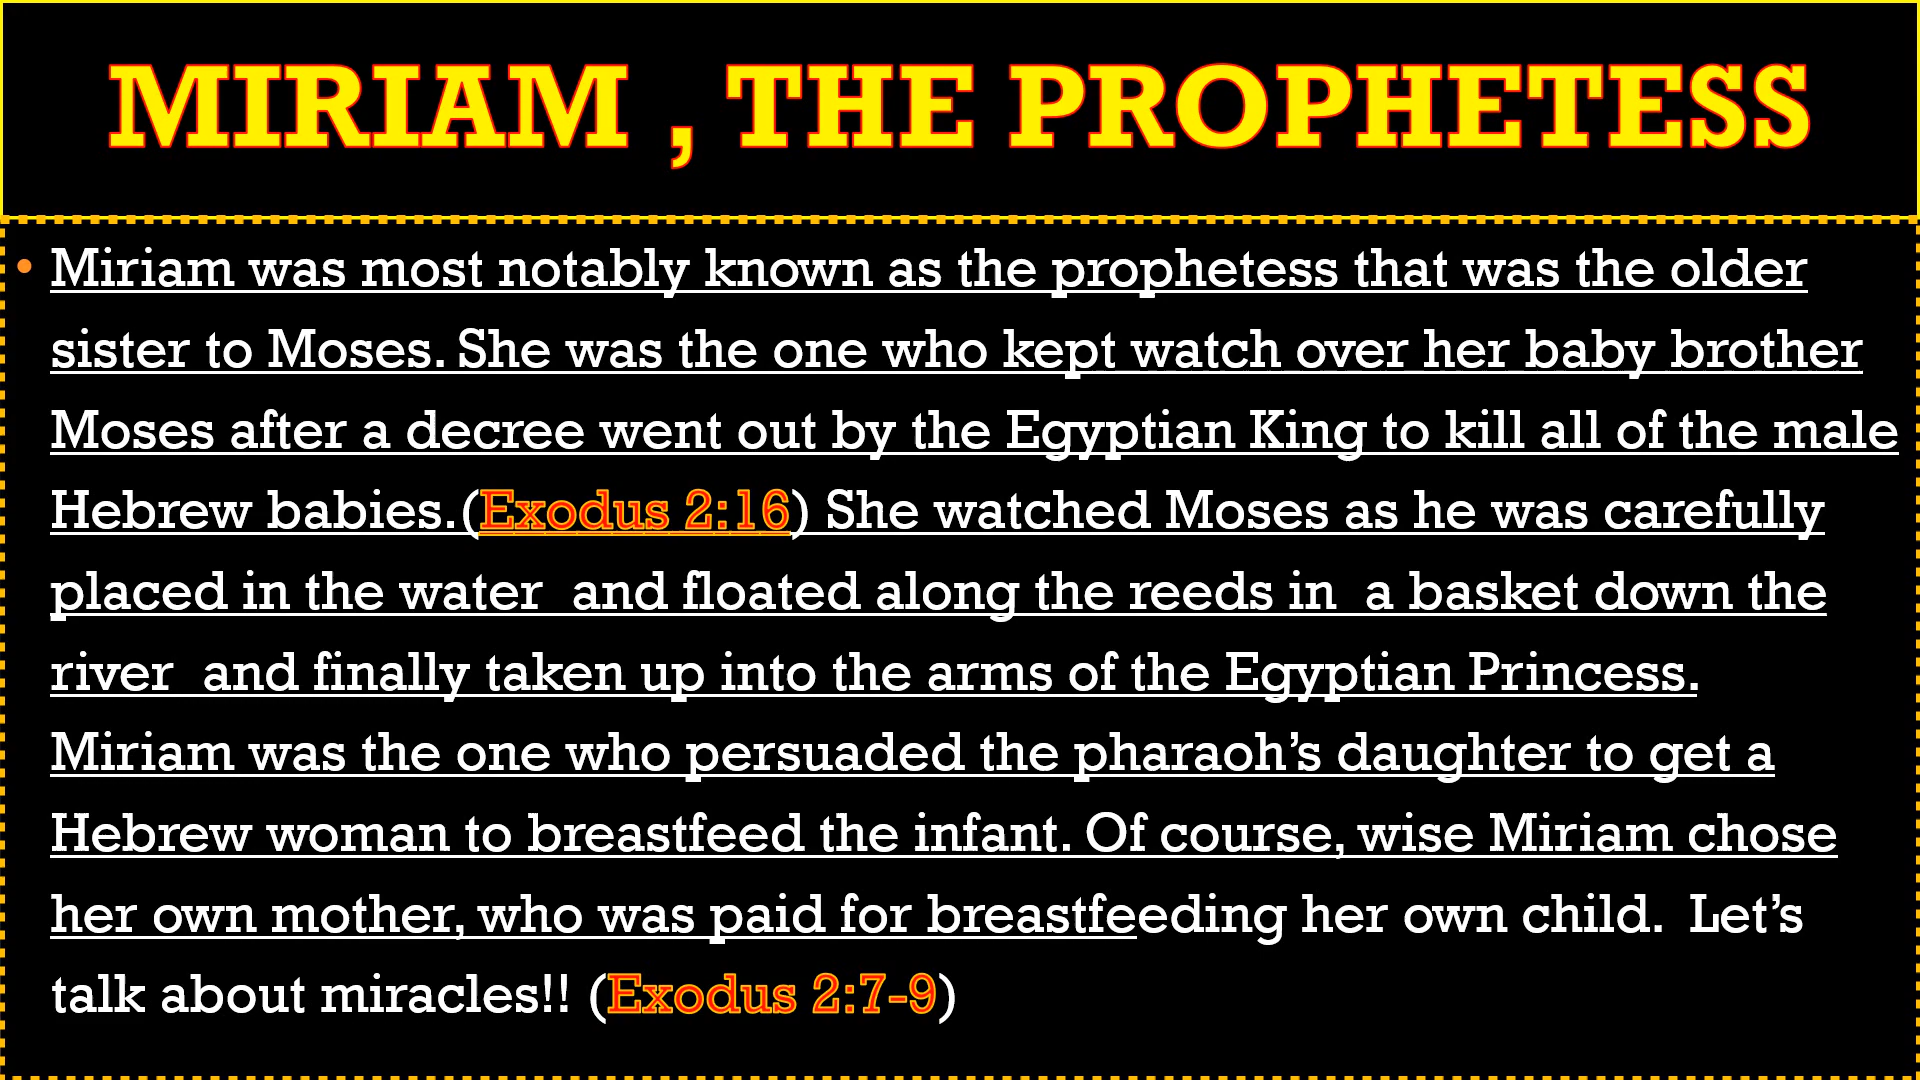 MIRIAM , THE PROPHETESS
• Miriam was most notably known as the prophetess that was the older
sister to Moses. She was the one who kept watch over her baby brother
Moses after a decree went out by the Egyptian King to kill all of the male
Hebrew babies.(Exodus 2:16) She watched Moses as he was carefully
placed in the water  and floated along the reeds in  a basket down the
river  and finally taken up into the arms of the Egyptian Princess.
Miriam was the one who persuaded the pharaoh’s daughter to get a
Hebrew woman to breastfeed the infant. Of course, wise Miriam chose
her own mother, who was paid for breastfeeding her own child.  Let’s
talk about miracles!! (Exodus 2:7-9)